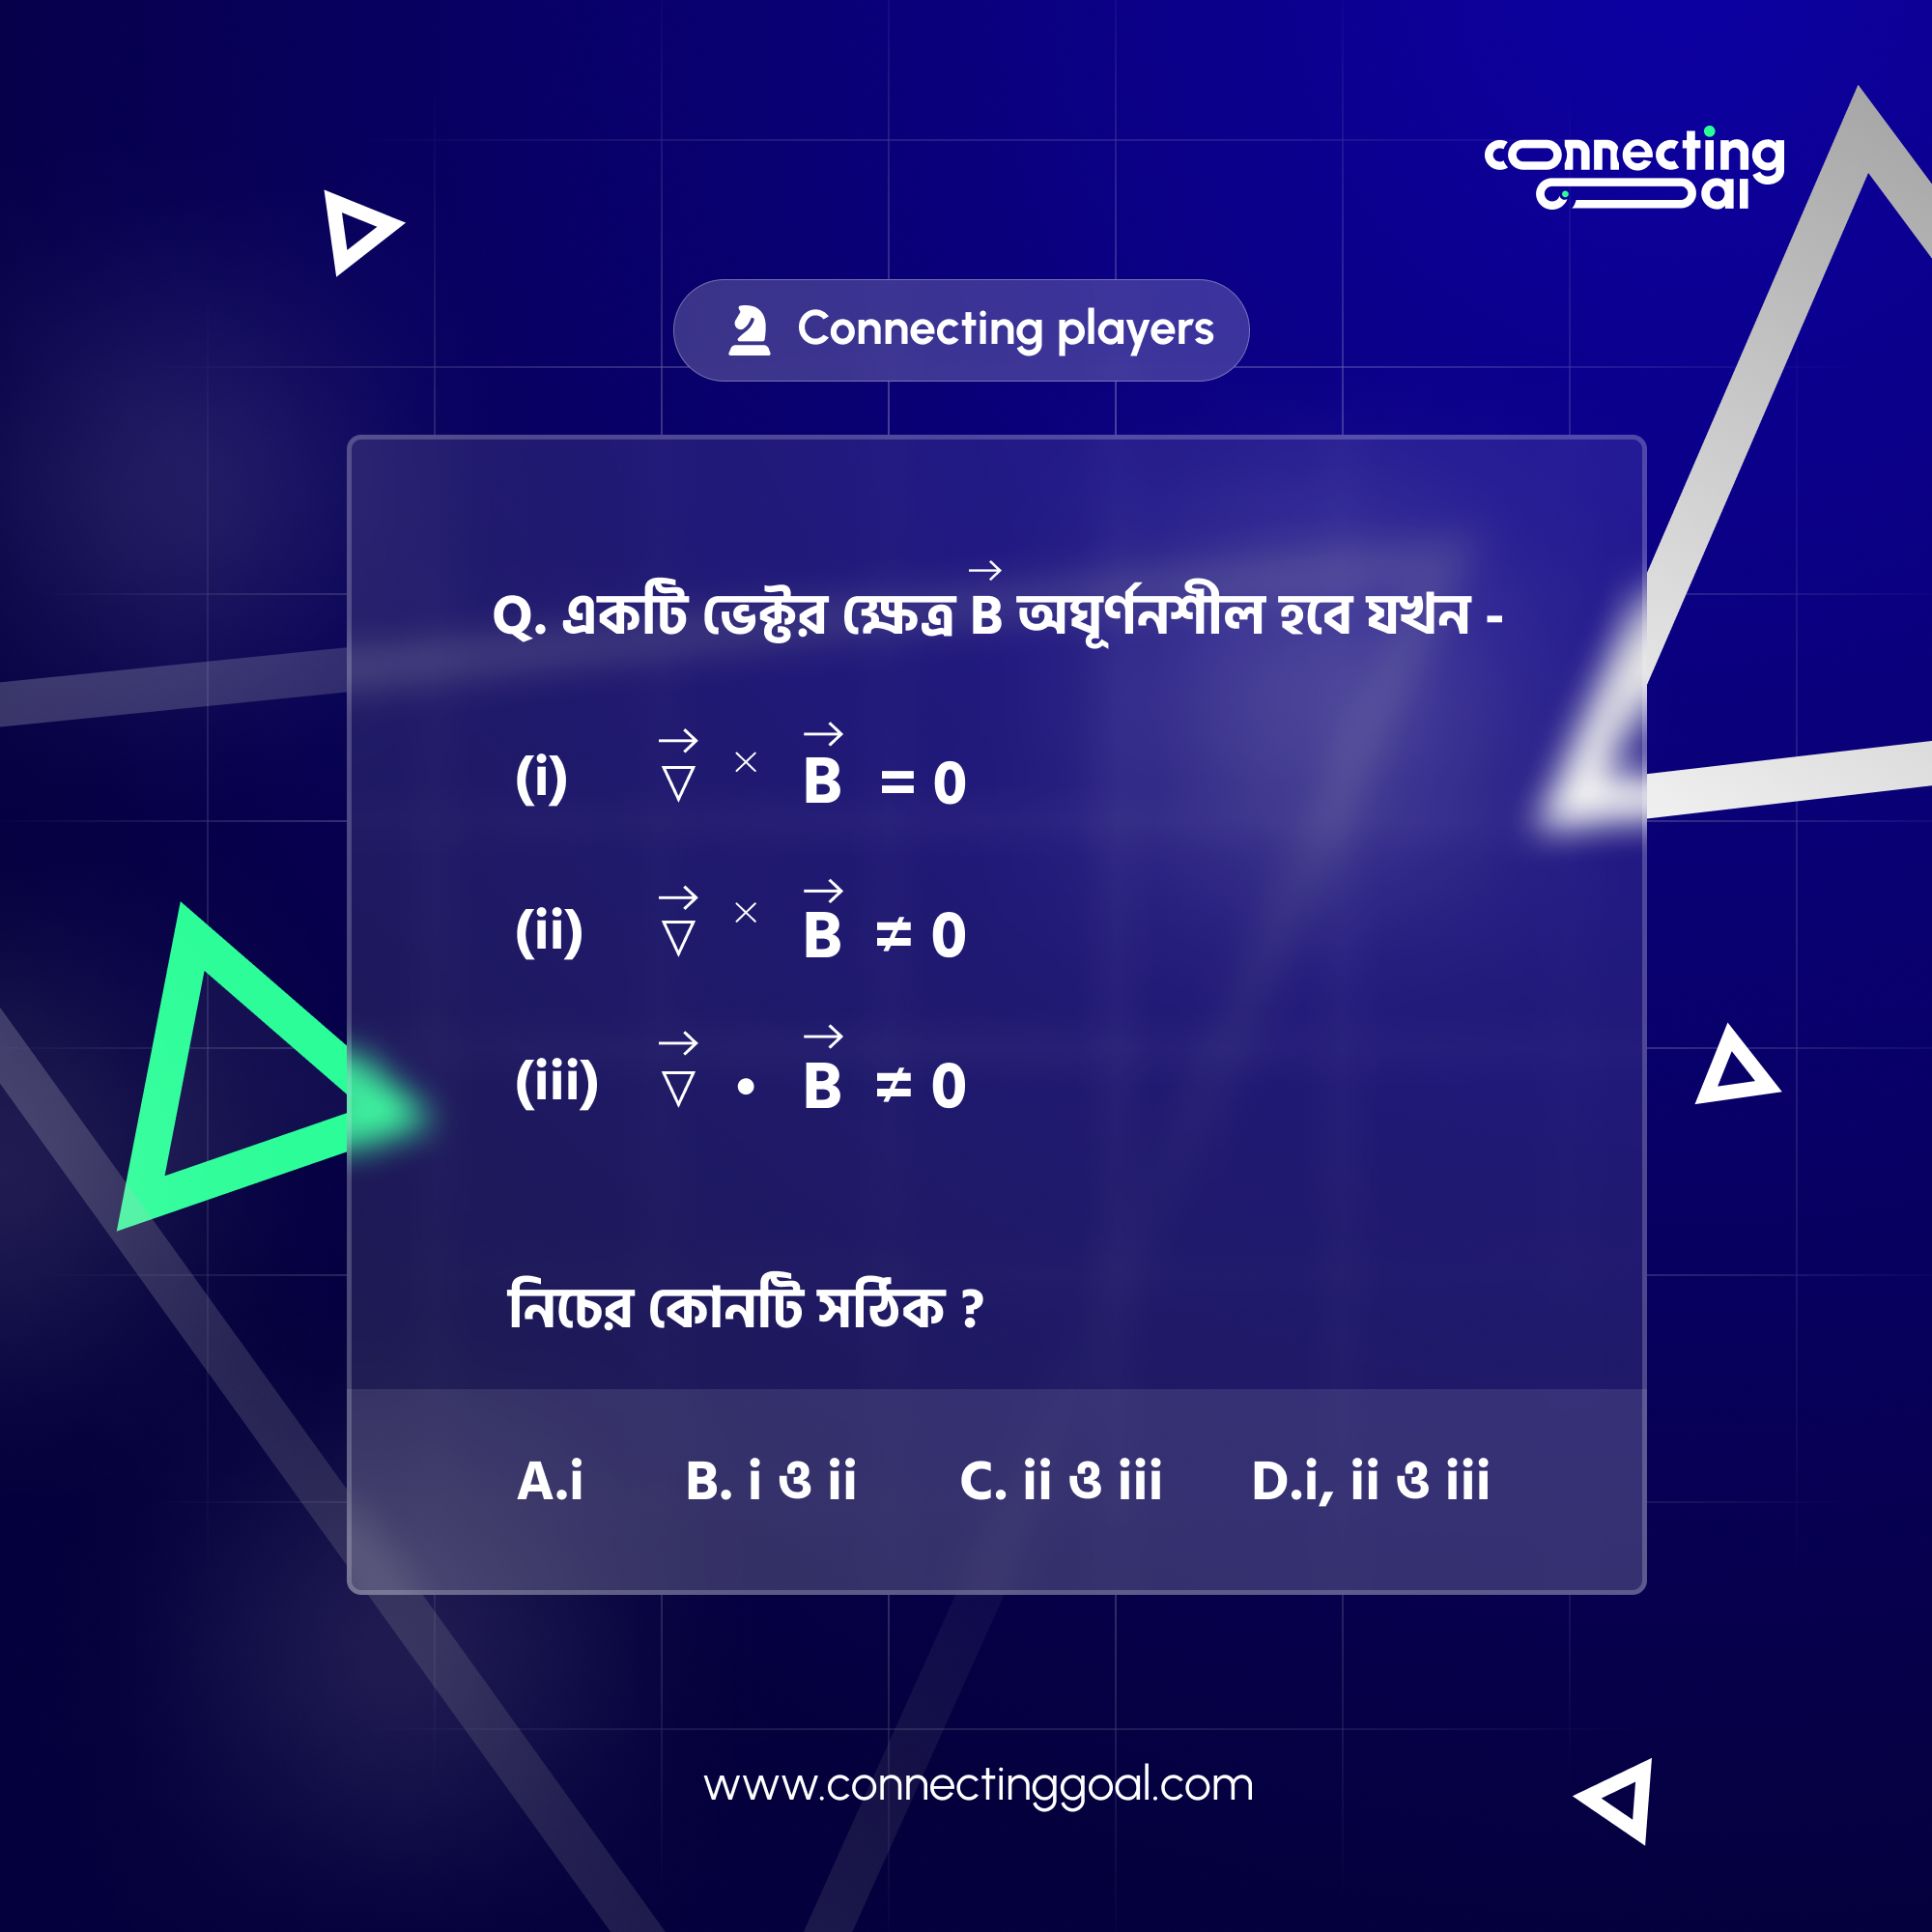 connecting
goal
Connecting players
Q. একটি ভেক্টর ক্ষেত্র B⃗ অঘূর্ণনশীল হবে যখন -
(i) ∇⃗ × B⃗ = 0
(ii) ∇⃗ × B⃗ ≠ 0
(iii) ∇⃗ • B⃗ ≠ 0
নিচের কোনটি সঠিক ?
A.i B. i ও ii C. ii ও iii D.i, ii ও iii
www.connectinggoal.com